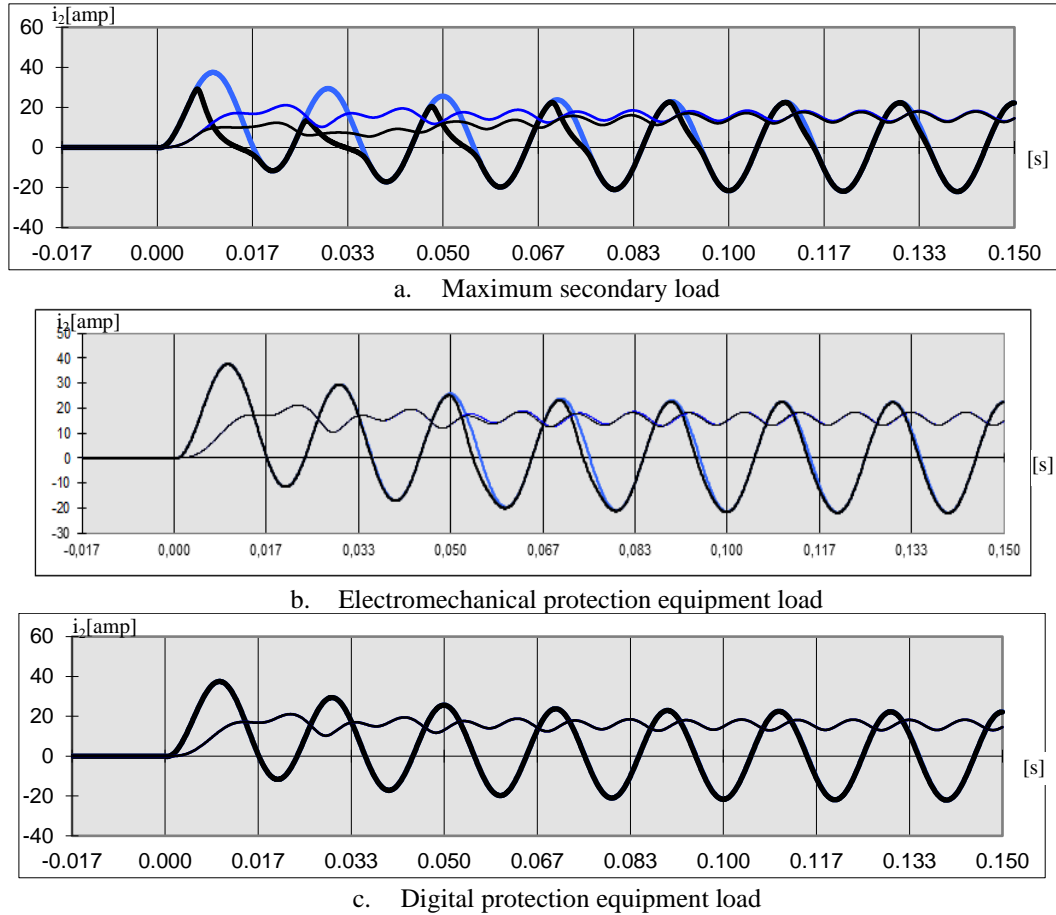 i₂[amp]
60
40
20
0
-20
-40
[s]
-0.017 0.000 0.017 0.033 0.050 0.067 0.083 0.100 0.117 0.133 0.150
a. Maximum secondary load
i₂[amp]
50
40
30
20
10
0
-10
-20
-30
[s]
-0,017 0,000 0,017 0,033 0,050 0,067 0,083 0,100 0,117 0,133 0,150
b. Electromechanical protection equipment load
i₂[amp]
60
40
20
0
-20
-40
[s]
-0.017 0.000 0.017 0.033 0.050 0.067 0.083 0.100 0.117 0.133 0.150
c. Digital protection equipment load